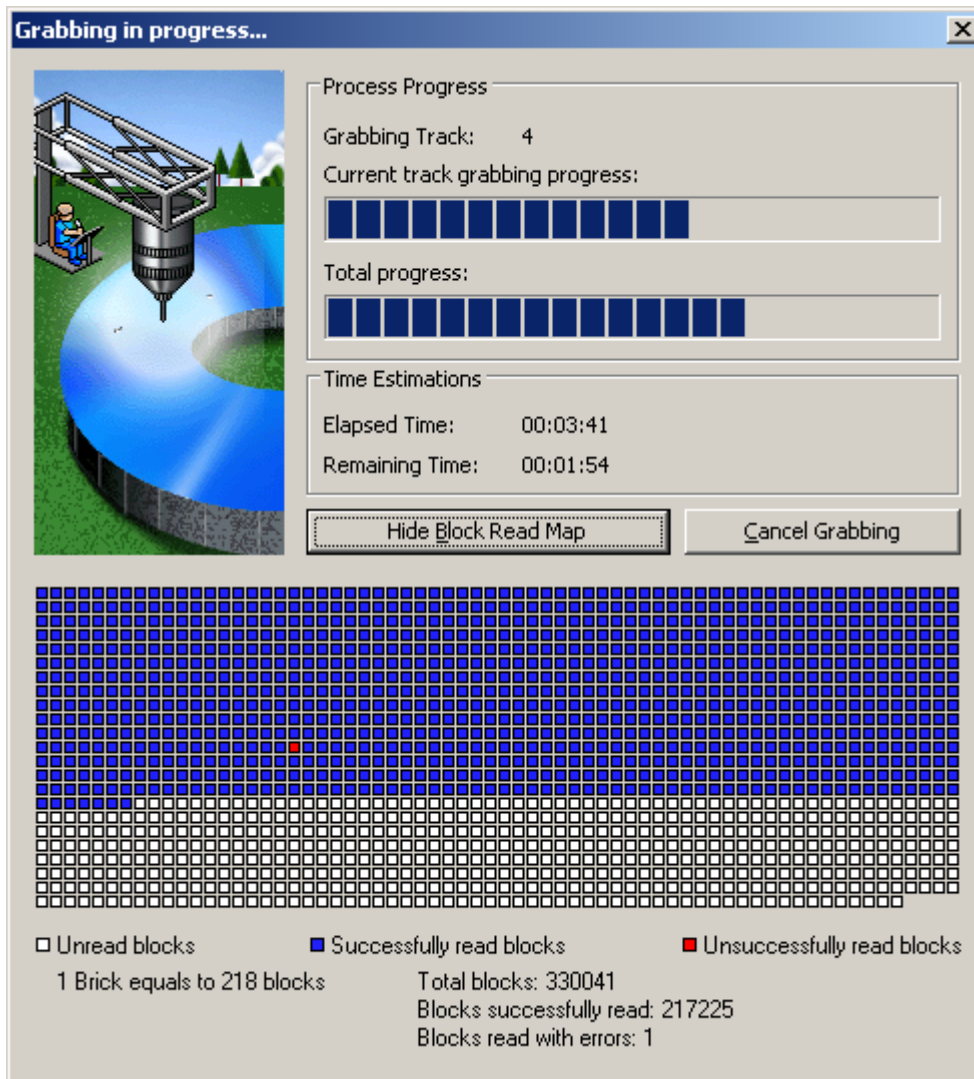 Grabbing in progress...
Process Progress
Grabbing Track: 4
Current track grabbing progress:
Total progress:
Time Estimations
Elapsed Time: 00:03:41
Remaining Time: 00:01:54
Hide Block Read Map
Cancel Grabbing
Unread blocks
Successfully read blocks
Unsuccessfully read blocks
1 Brick equals to 218 blocks
Total blocks: 330041
Blocks successfully read: 217225
Blocks read with errors: 1